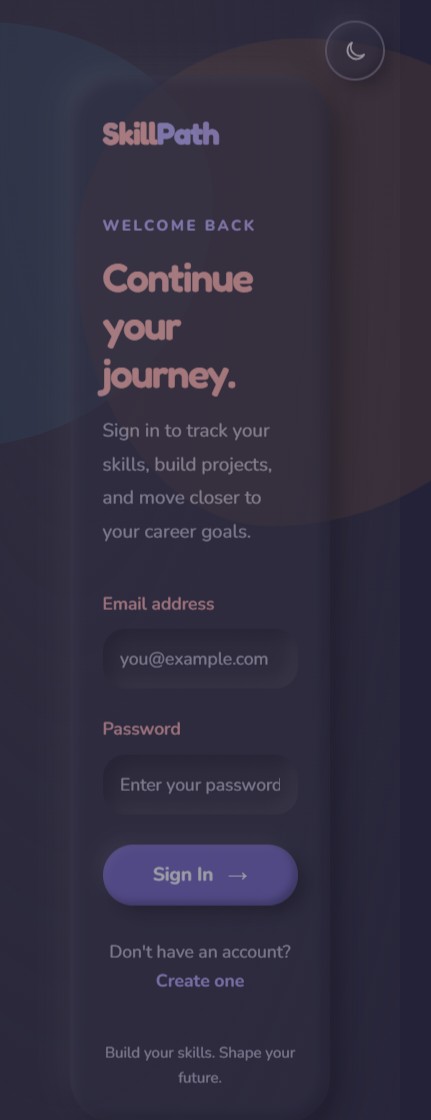 SkillPath
WELCOME BACK
Continue
your
journey.
Sign in to track your
skills, build projects,
and move closer to
your career goals.
Email address
you@example.com
Password
Enter your password
Sign In →
Don't have an account?
Create one
Build your skills. Shape your
future.